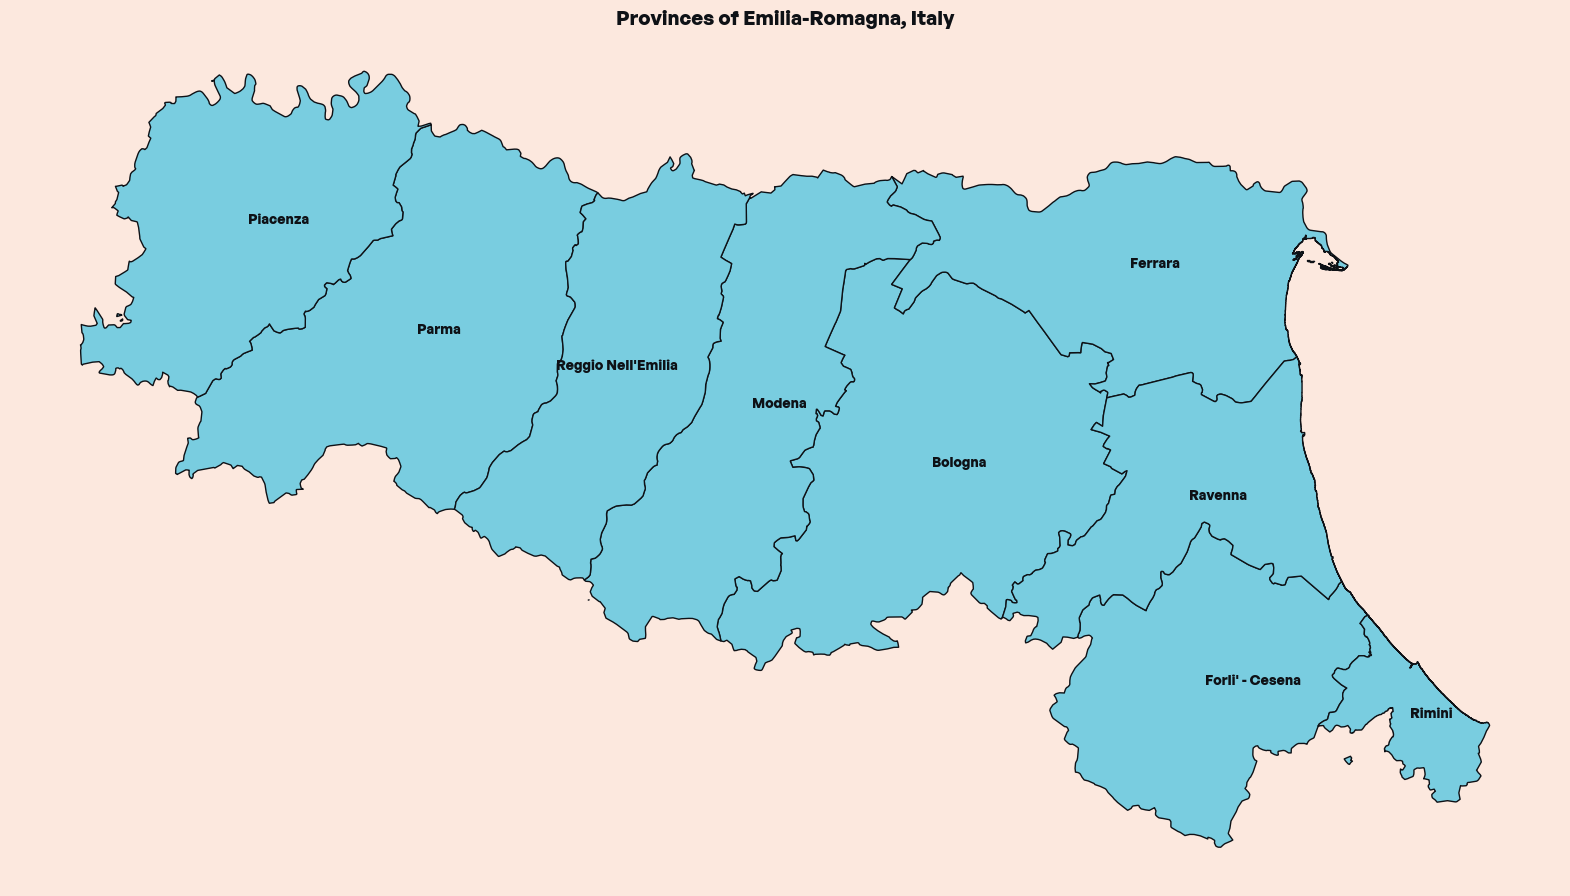 Provinces of Emilia-Romagna, Italy
Piacenza
Ferrara
Parma
Reggio Nell'Emilia
Modena
Bologna
Ravenna
Forli' - Cesena
Rimini